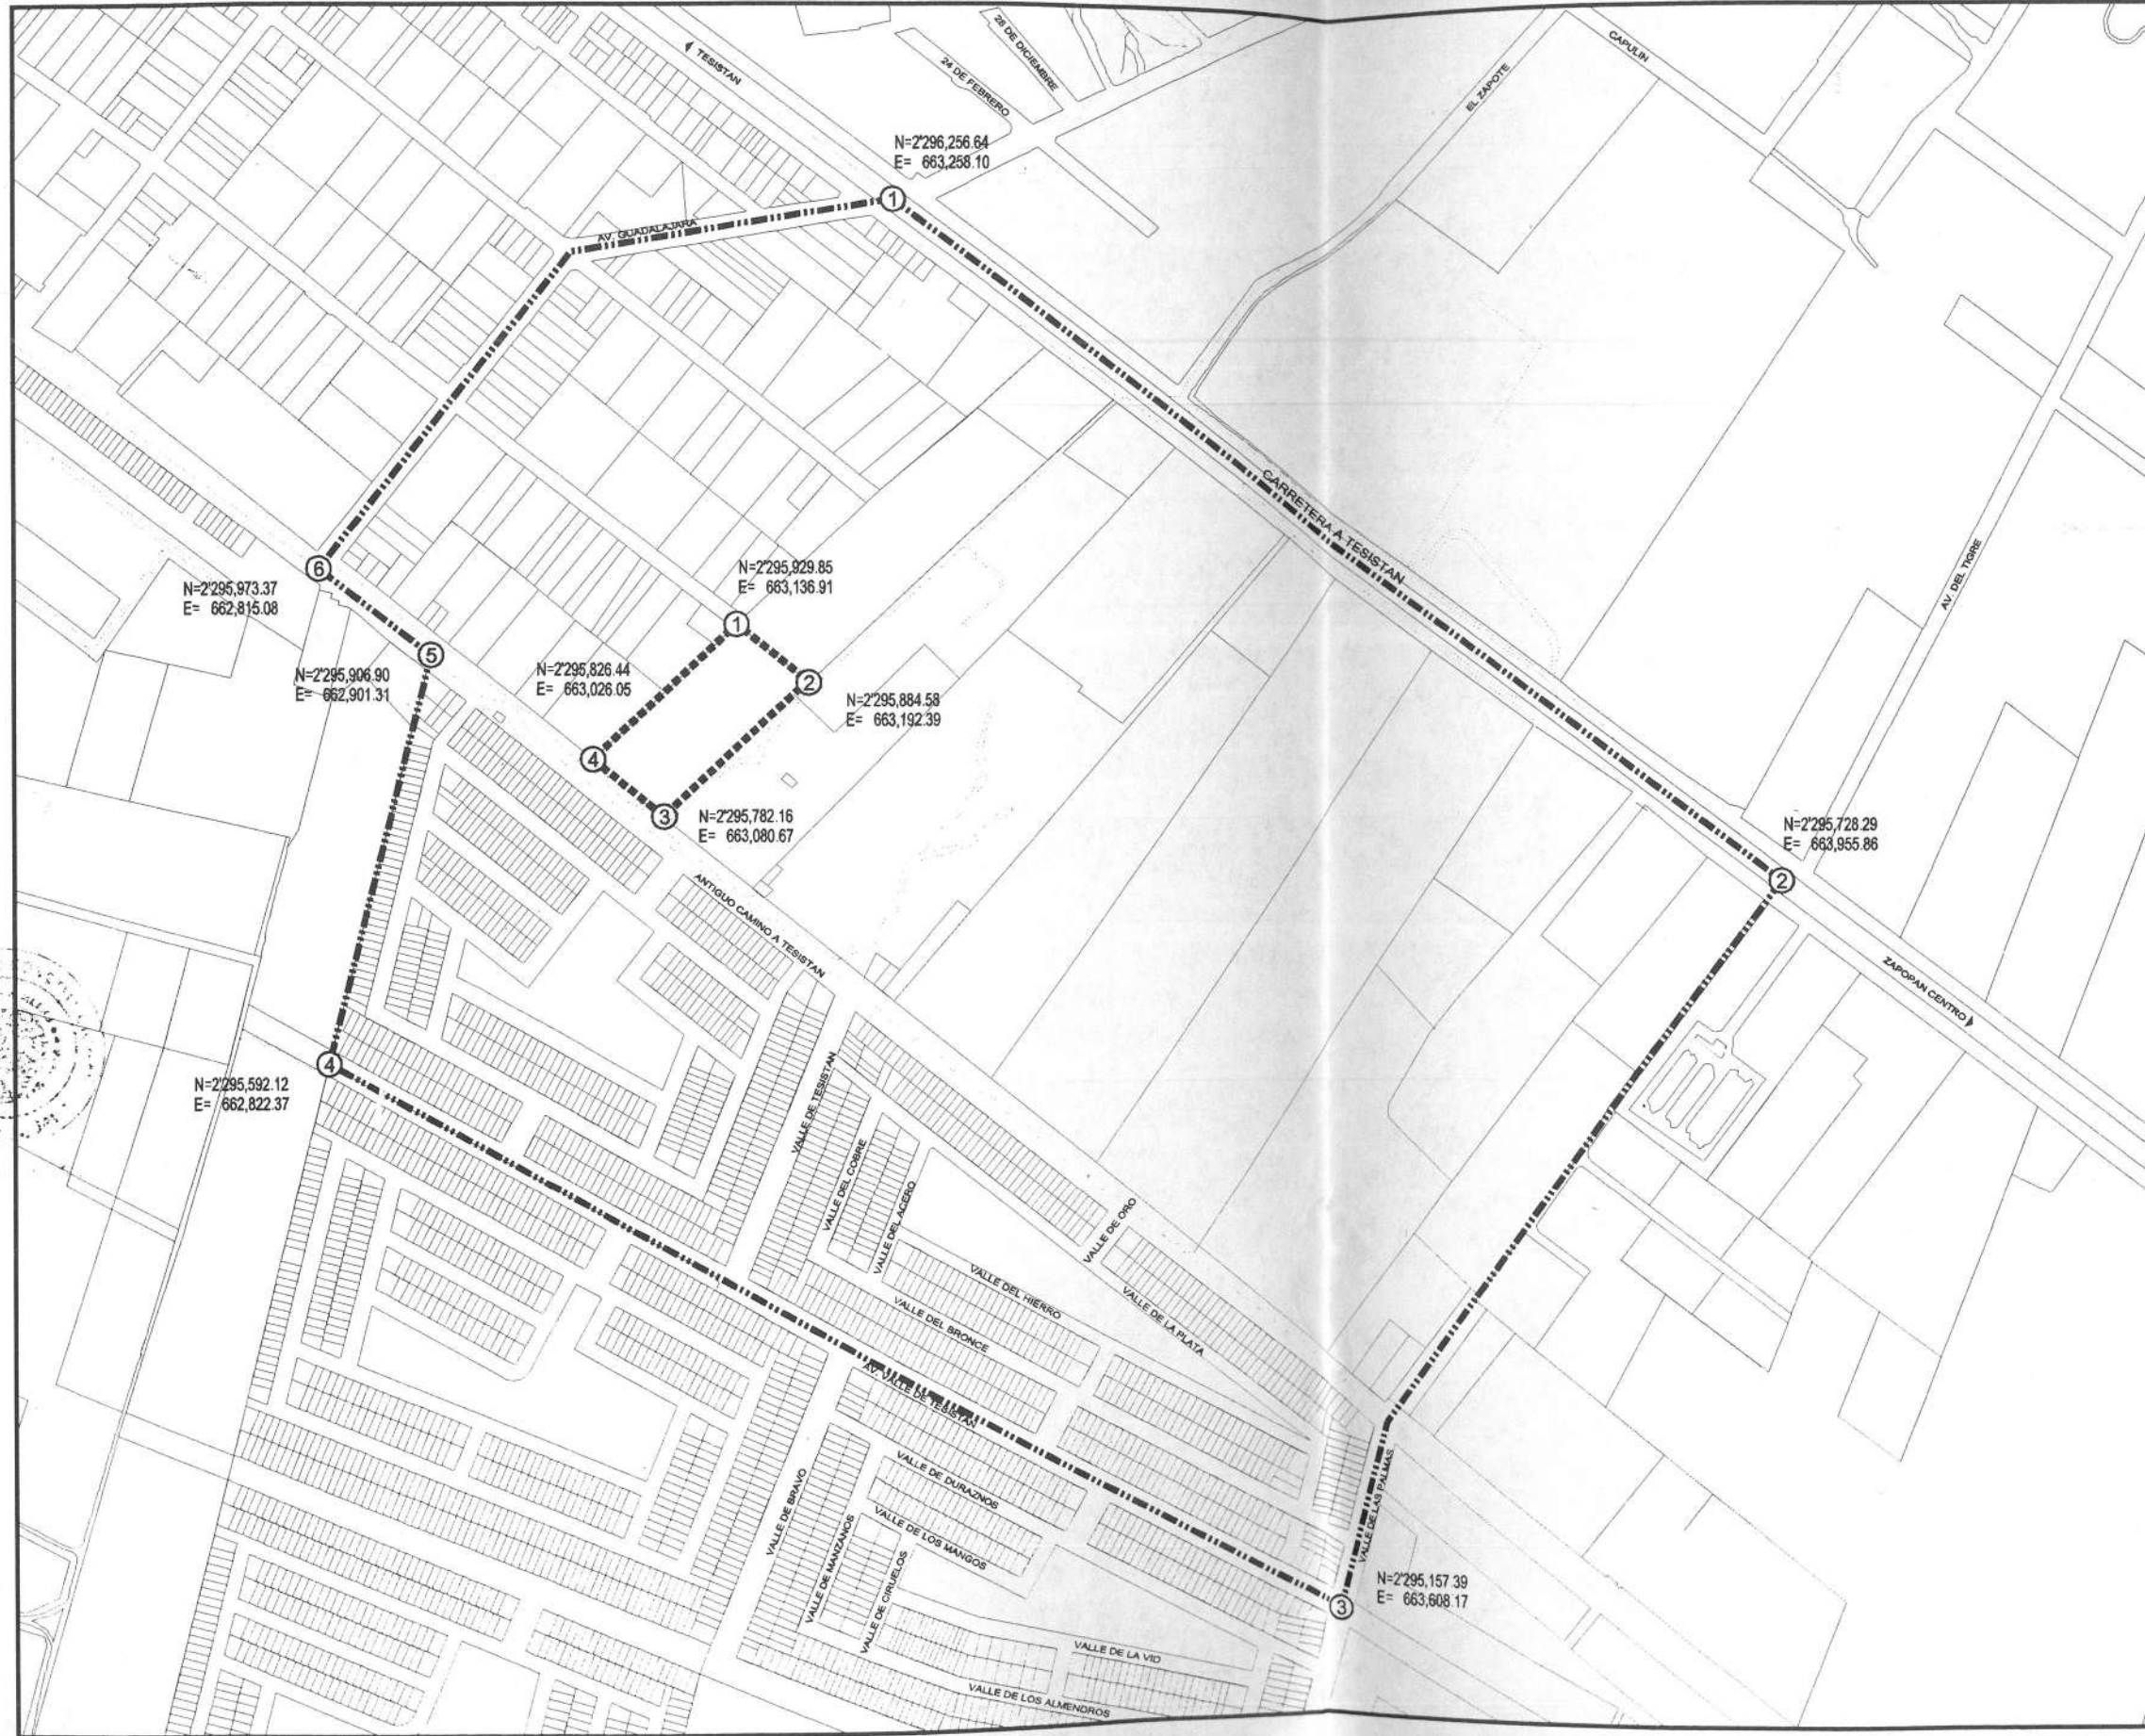 28 DE DICIEMBRE
24 DE FEBRERO
TESISTAN
CAPULIN
EL ZAPOTE
N=2'296,256.64
E= 663,258.10
1
AV. GUADALAJARA
CARRETERA A TESISTAN
AV. DEL TIGRE
6
N=2'295,973.37
E= 662,815.08
N=2'295,929.85
E= 663,136.91
1
5
N=2'295,906.90
E= 662,901.31
N=2'295,826.44
E= 663,026.05
2
N=2'295,884.58
E= 663,192.39
4
3
N=2'295,782.16
E= 663,080.67
N=2'295,728.29
E= 663,955.86
2
ANTIGUO CAMINO A TESISTAN
ZAPOPAN CENTRO
4
N=2'295,592.12
E= 662,822.37
VALLE DE TESISTAN
VALLE DEL COBRE
VALLE DEL ACERO
VALLE DE ORO
VALLE DEL HIERRO
VALLE DEL BRONCE
VALLE DE LA PLATA
AV. VALLE DE TESISTAN
VALLE DE LAS PALMAS
VALLE DE BRAVO
VALLE DE DURAZNOS
VALLE DE LOS MANGOS
VALLE DE MANZANOS
VALLE DE CIRUELOS
N=2'295,157.39
E= 663,608.17
3
VALLE DE LA VID
VALLE DE LOS ALMENDROS